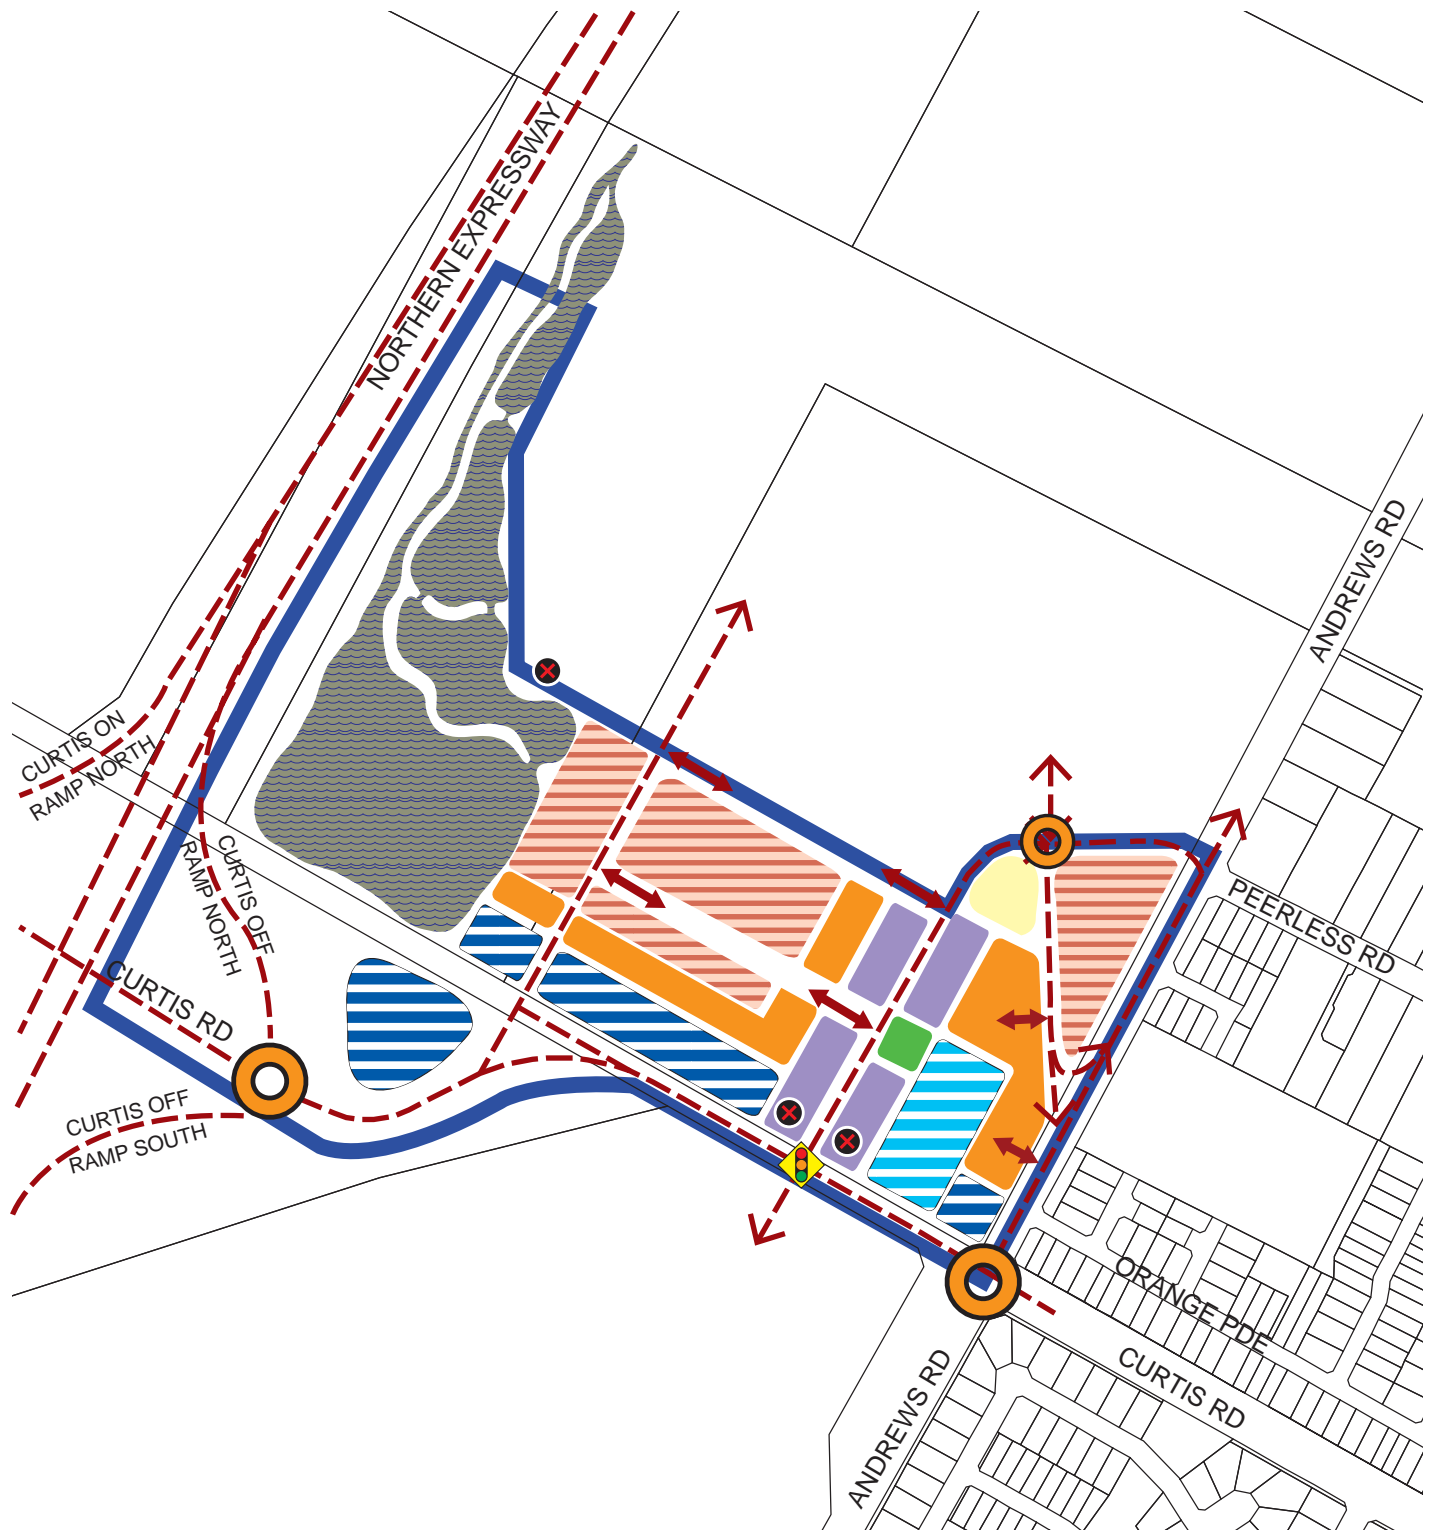 NORTHERN EXPRESSWAY
ANDREWS RD
CURTIS ON
RAMP NORTH
CURTIS OFF
RAMP NORTH
PEERLESS RD
CURTIS RD
CURTIS OFF
RAMP SOUTH
ORANGE PDE
CURTIS RD
ANDREWS RD